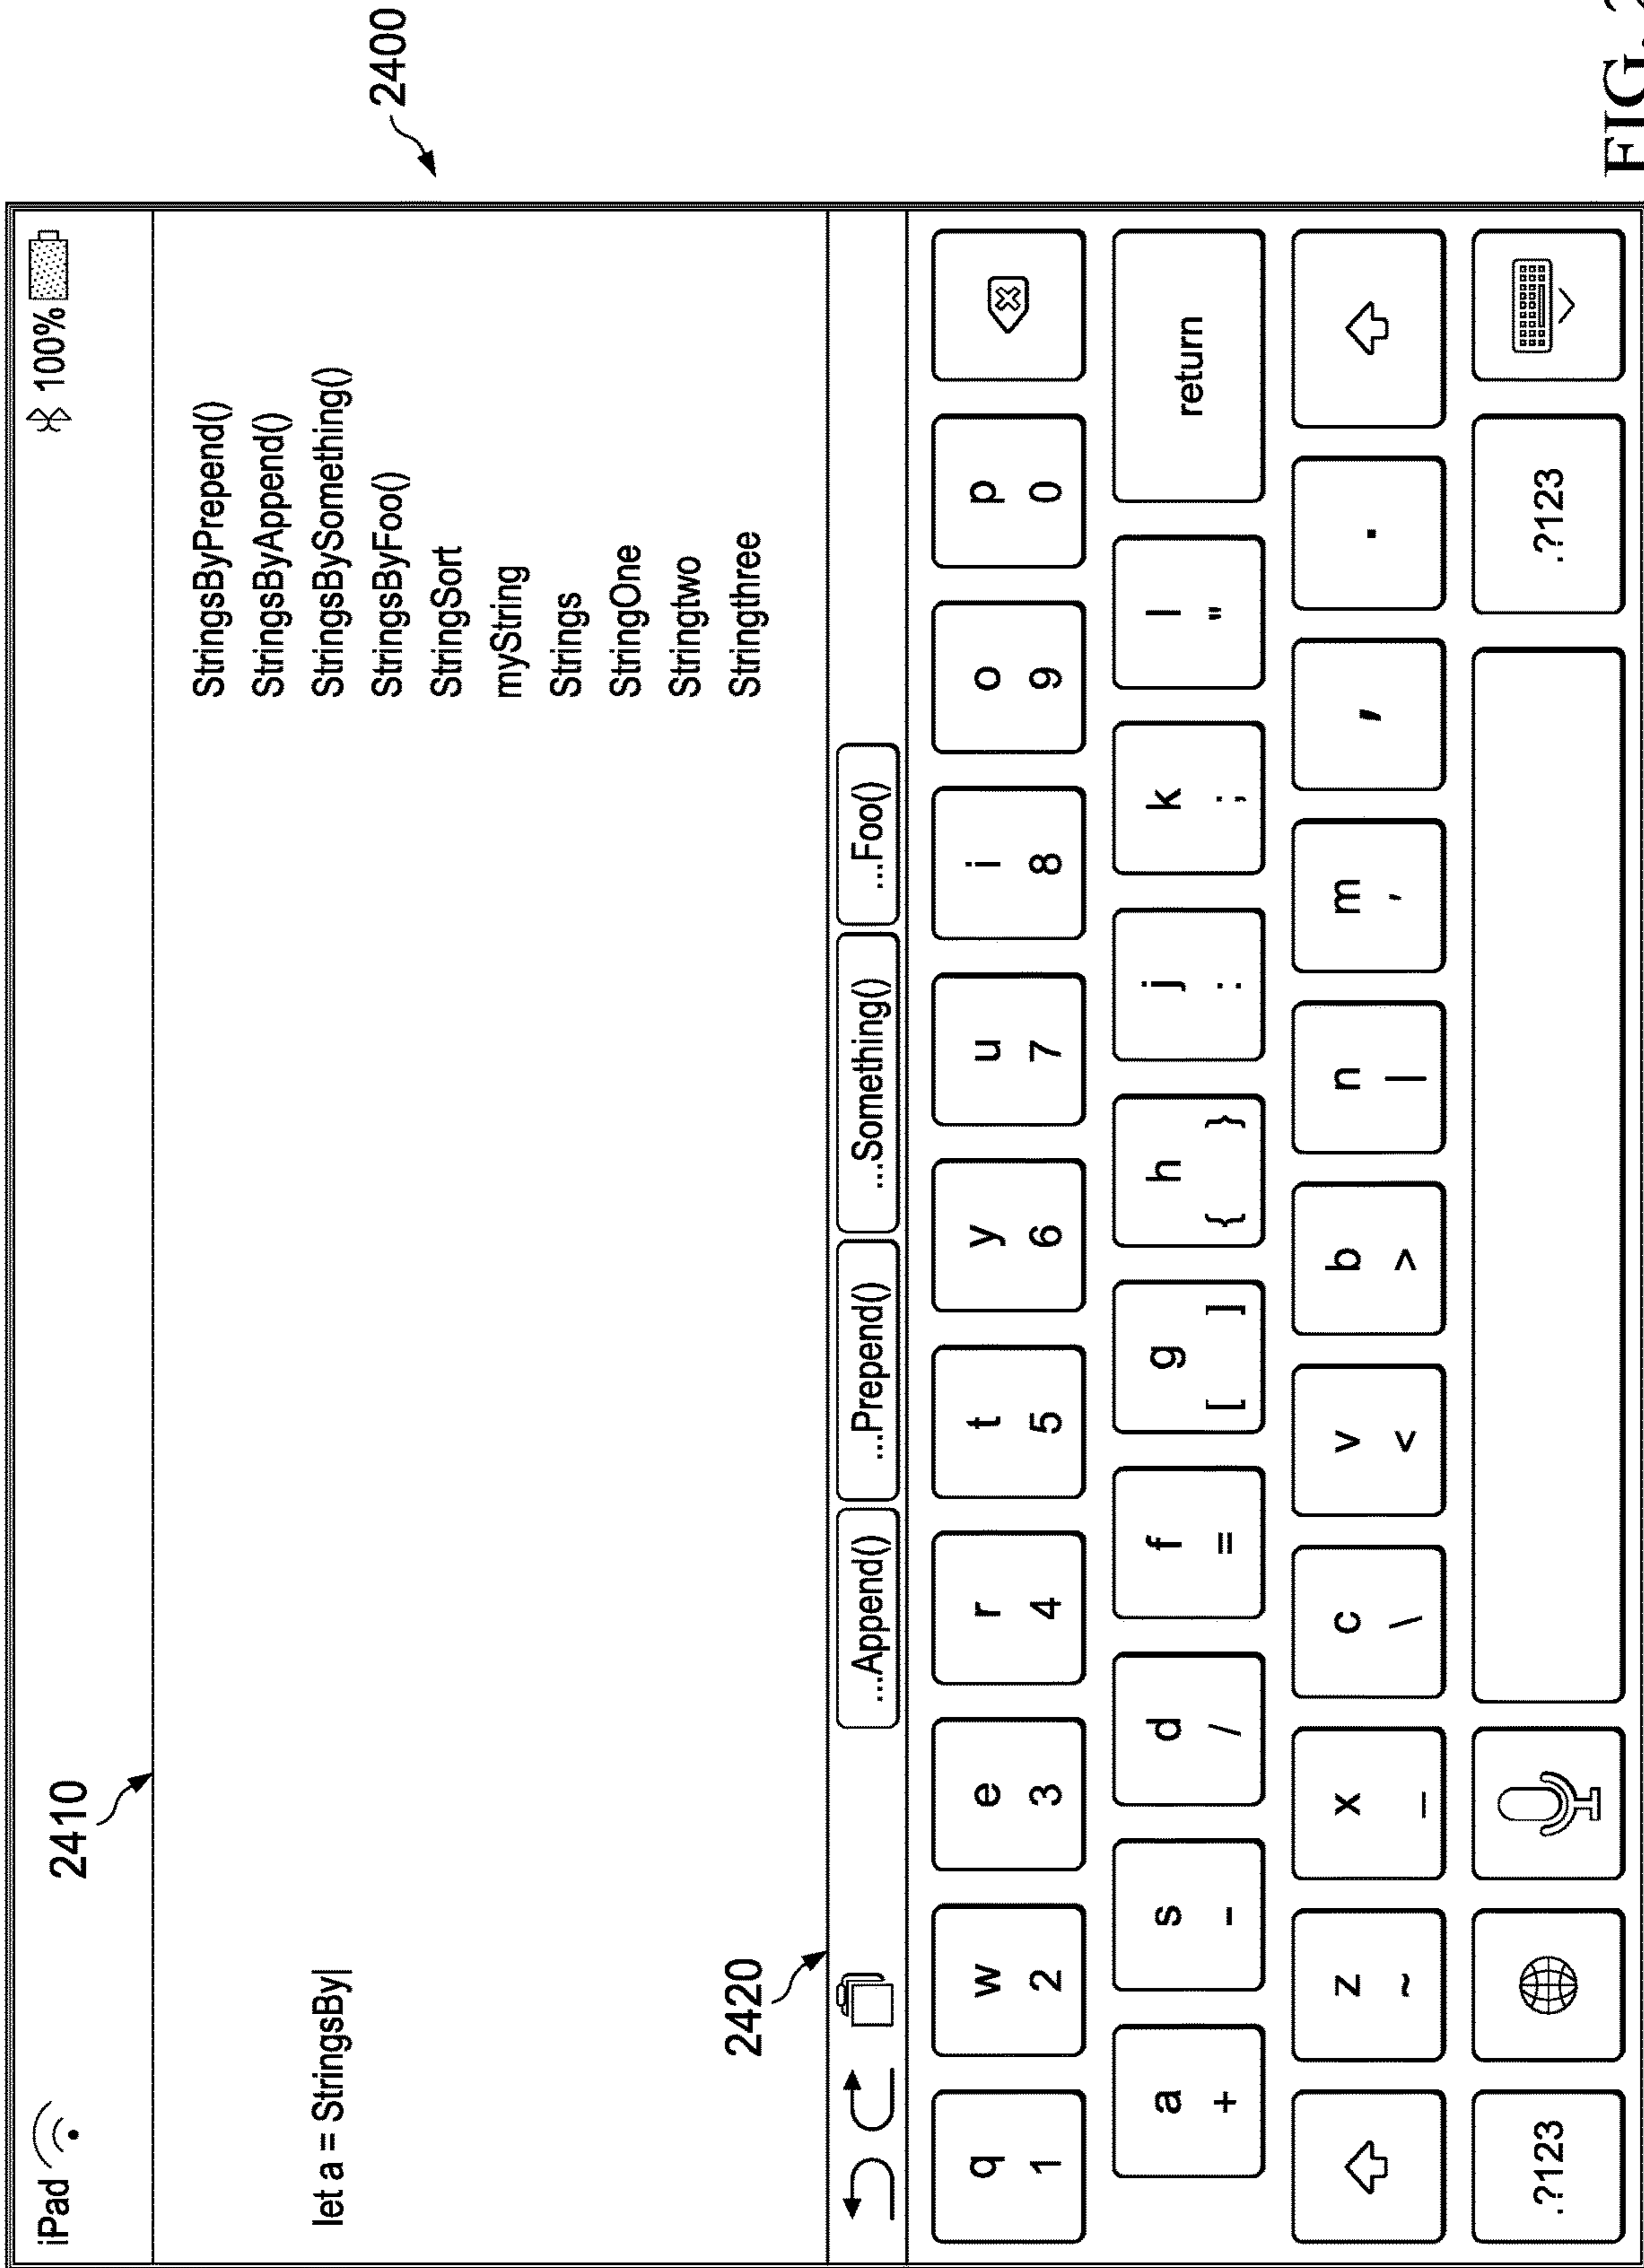 iPad 100%
2410
2400
StringsByPrepend()
StringsByAppend()
let a = StringsBy| StringsBySomething()
StringsByFoo()
StringSort
myString
Strings
StringOne
Stringtwo
Stringthree
2420
...Append() ...Prepend() ...Something() ...Foo()
q w e r t y u i o p
1 2 3 4 5 6 7 8 9 0
a s d f g h j k l return
+ - / = [ ] { } : ; "
z x c v b n m , .
~ _ \ < > | '
.?123 .?123
FIG.